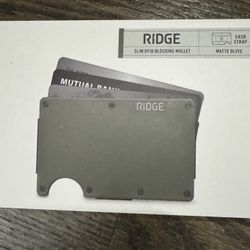 RIDGE
SLIM RFID BLOCKING WALLET
CASH
STRAP
MATTE OLIVE
MUTUAL BANK
RIDGE